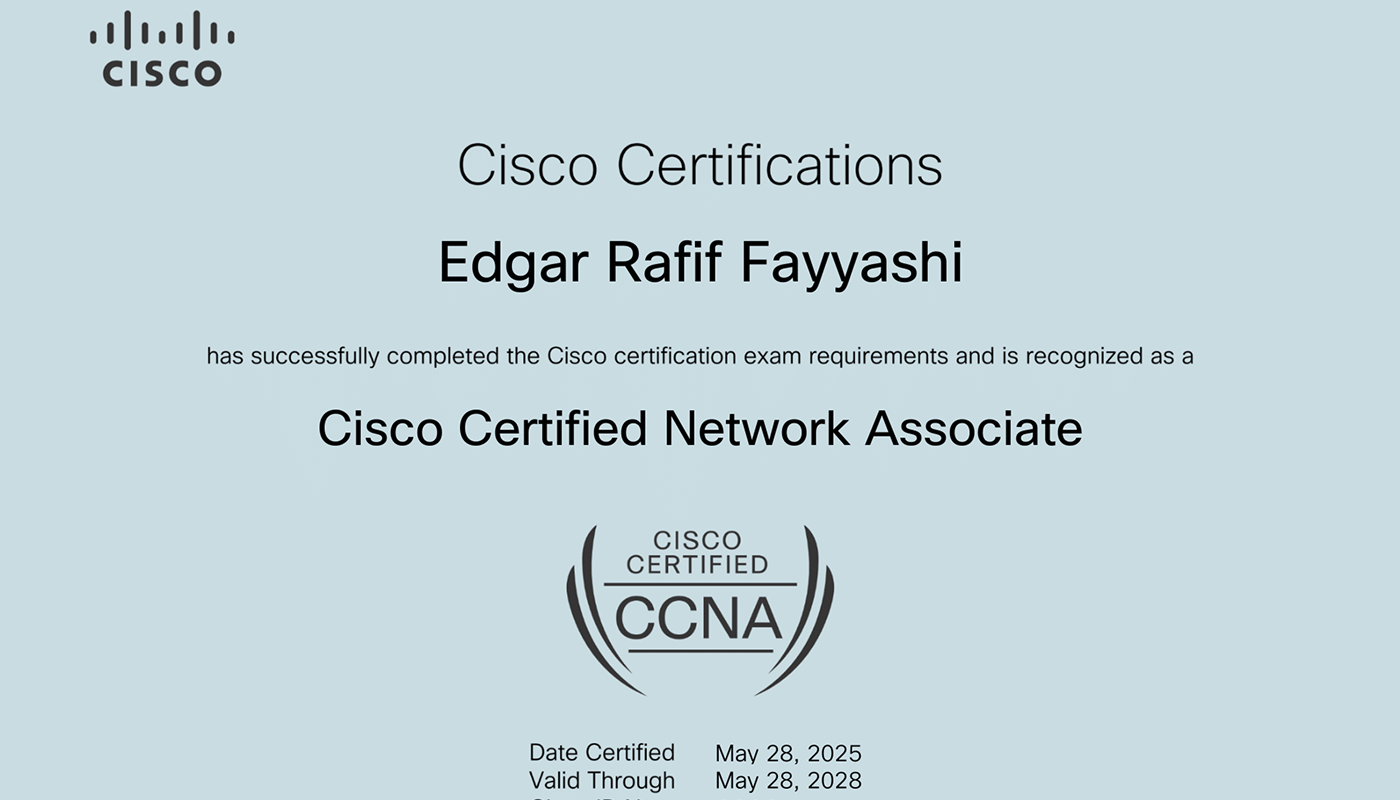 CISCO
Cisco Certifications
Edgar Rafif Fayyashi
has successfully completed the Cisco certification exam requirements and is recognized as a
Cisco Certified Network Associate
CISCO
CERTIFIED
CCNA
Date Certified May 28, 2025
Valid Through May 28, 2028